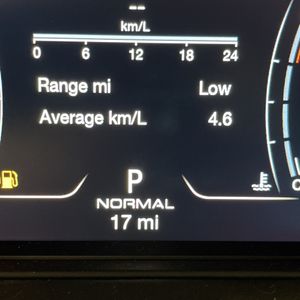 --
km/L
0 6 12 18 24
Range mi Low
Average km/L 4.6
P
NORMAL
17 mi